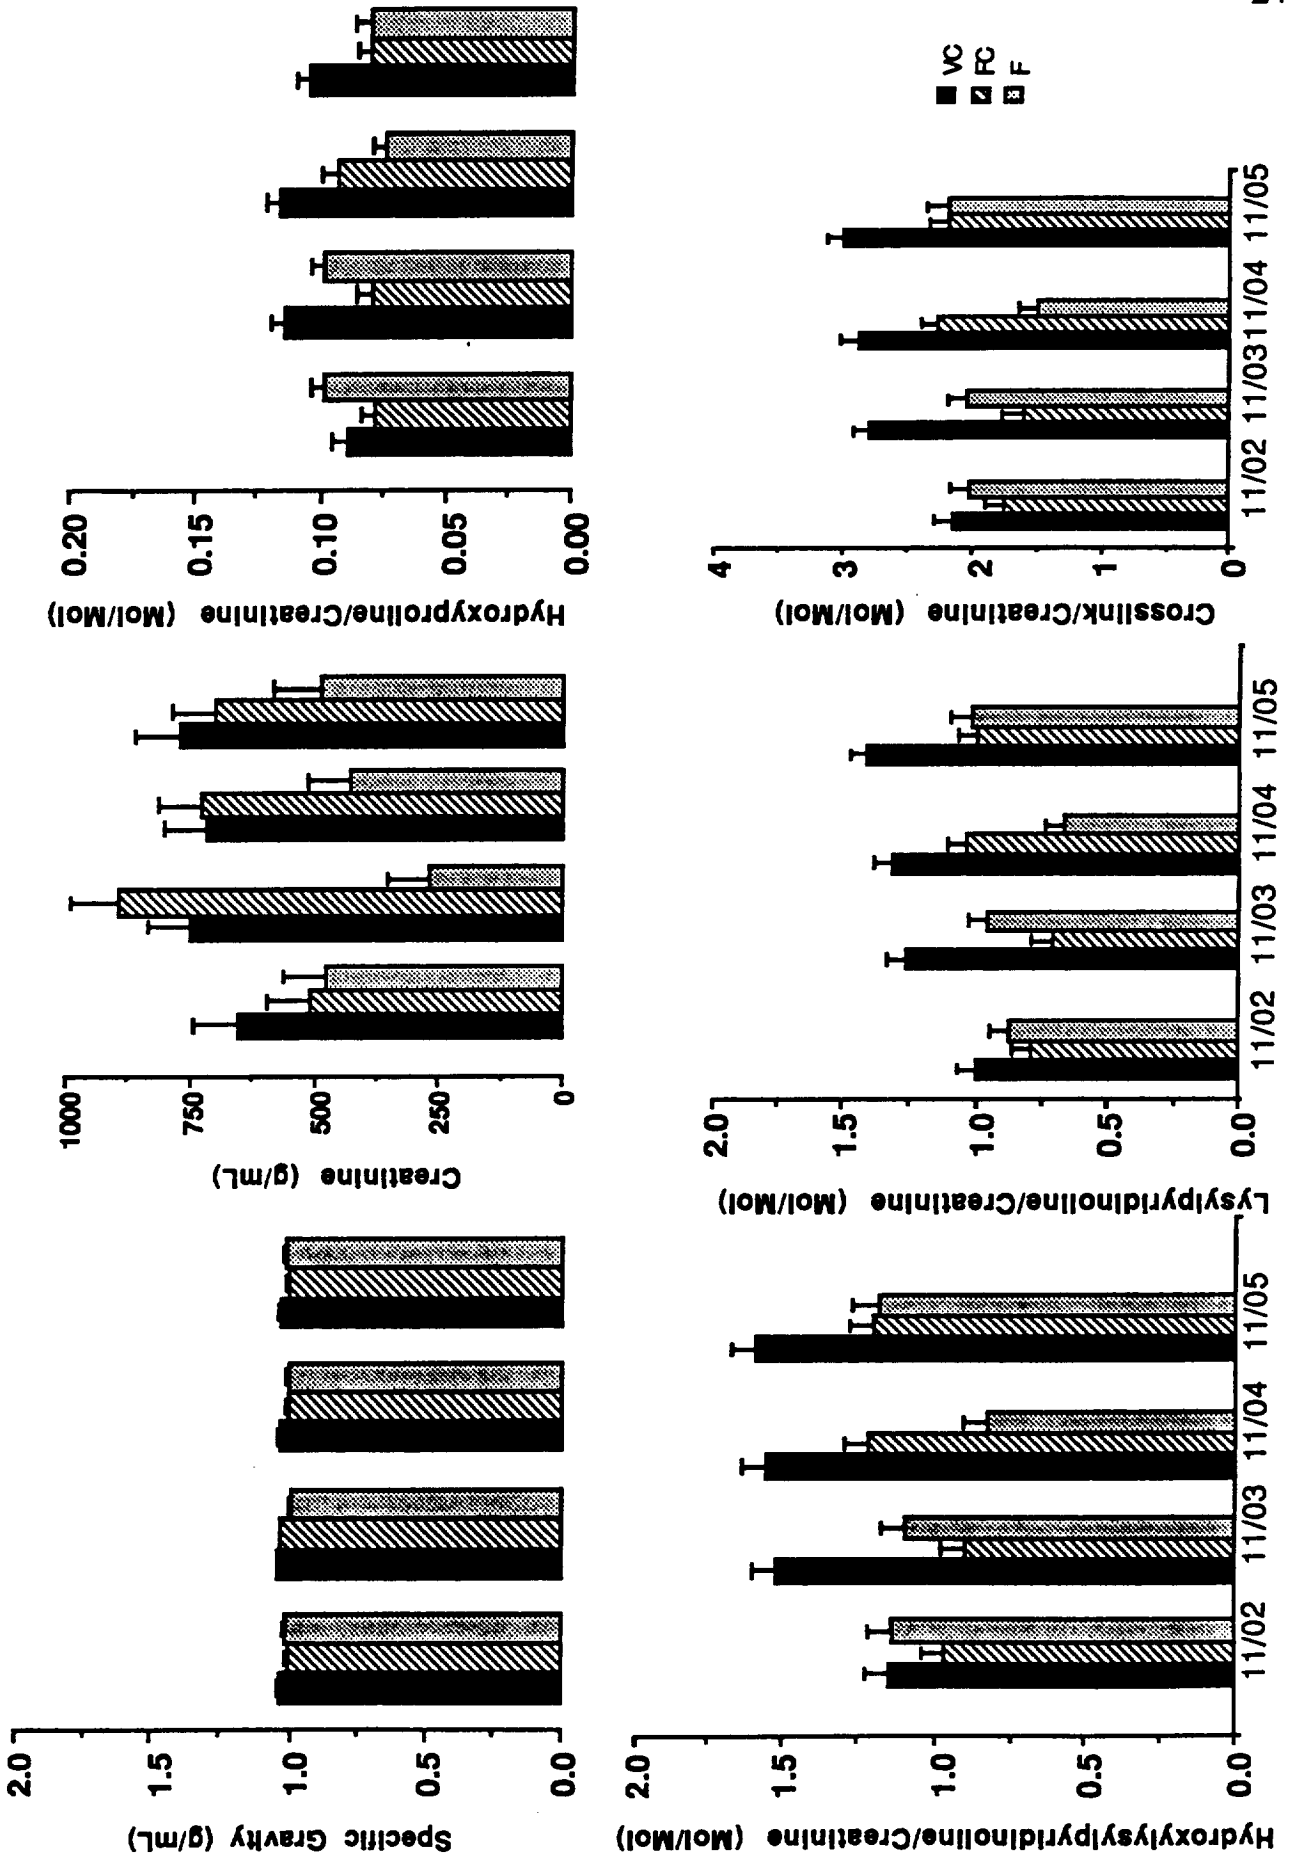 Specific Gravity (g/mL)
2.0
1.5
1.0
0.5
0.0
Creatinine (g/mL)
1000
750
500
250
0
Hydroxyproline/Creatinine (Mol/Mol)
0.20
0.15
0.10
0.05
0.00
Hydroxylysylpyridinoline/Creatinine (Mol/Mol)
2.0
1.5
1.0
0.5
0.0
11/02 11/03 11/04 11/05
Lysylpyridinoline/Creatinine (Mol/Mol)
2.0
1.5
1.0
0.5
0.0
11/02 11/03 11/04 11/05
Crosslink/Creatinine (Mol/Mol)
4
3
2
1
0
11/02 11/03 11/04 11/05
VC
FC
F